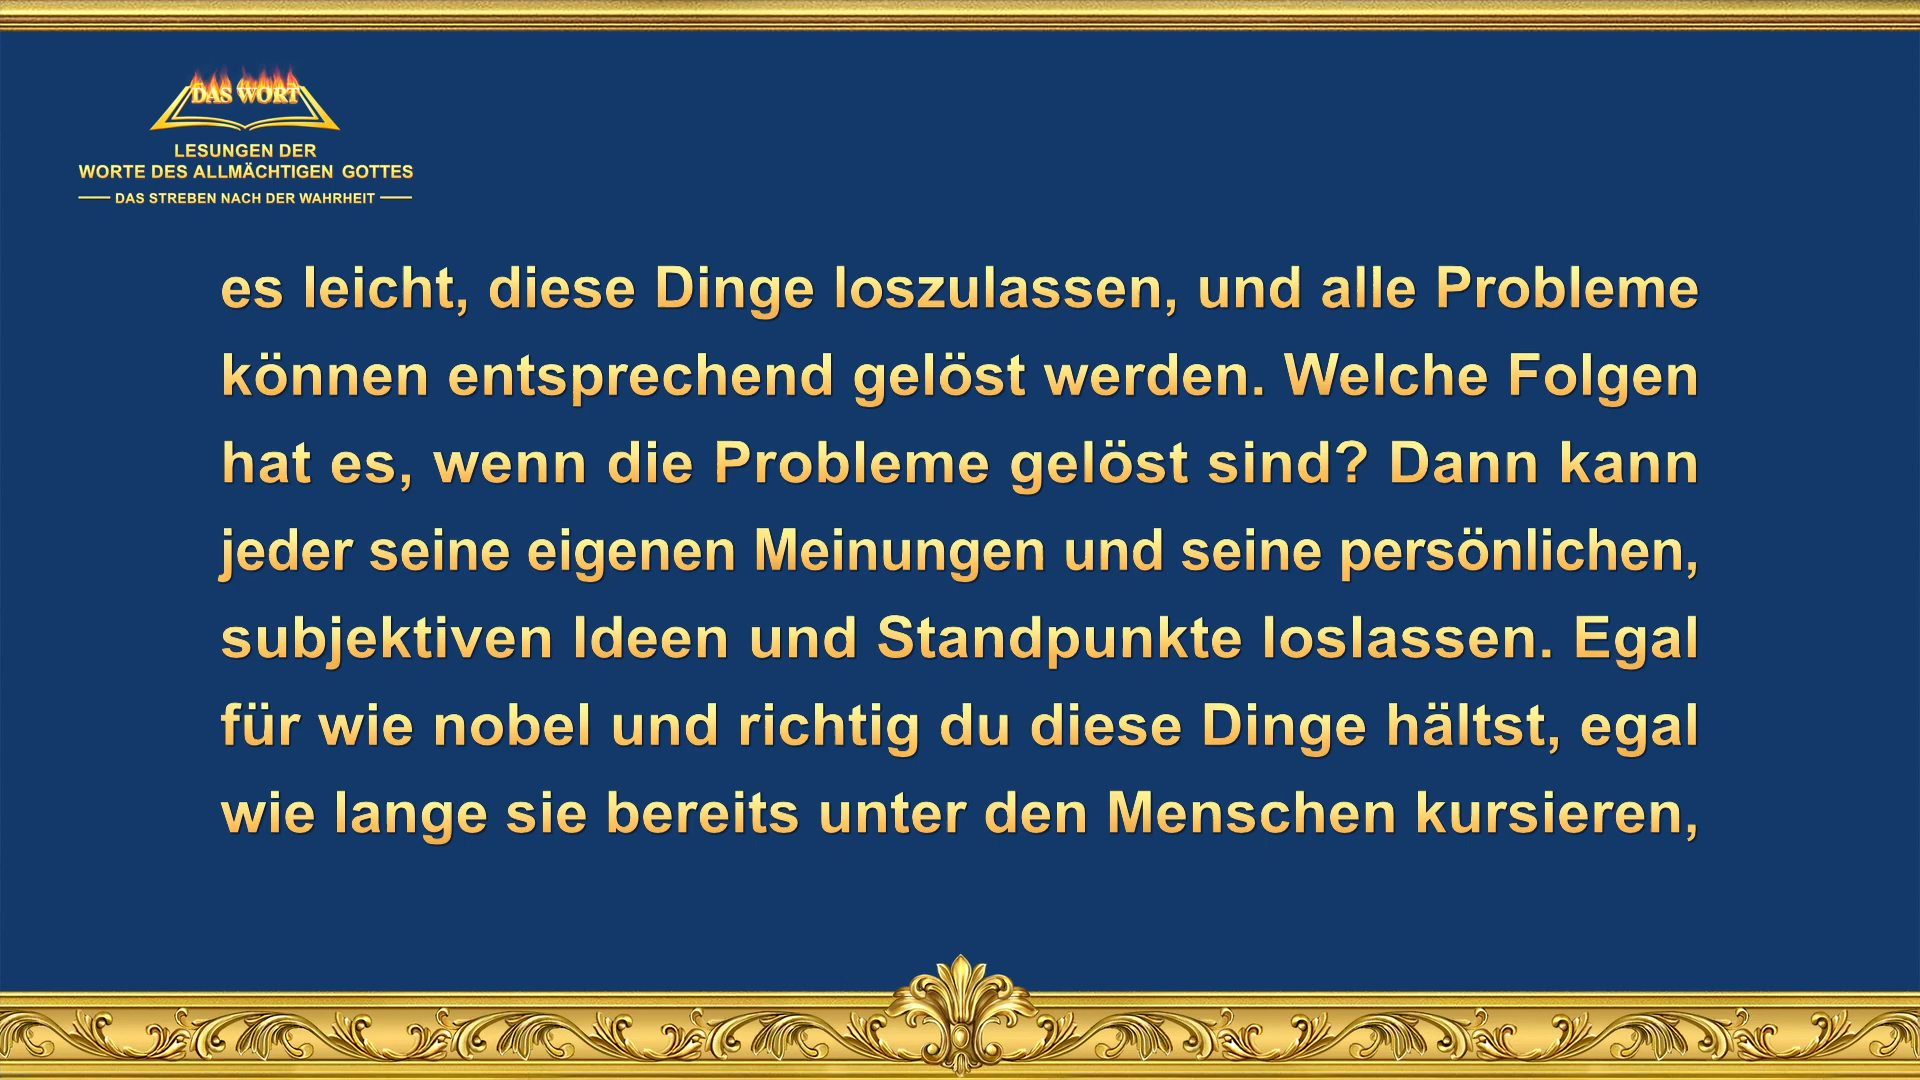 DAS WORT
LESUNGEN DER
WORTE DES ALLMÄCHTIGEN GOTTES
DAS STREBEN NACH DER WAHRHEIT
es leicht, diese Dinge loszulassen, und alle Probleme
können entsprechend gelöst werden. Welche Folgen
hat es, wenn die Probleme gelöst sind? Dann kann
jeder seine eigenen Meinungen und seine persönlichen,
subjektiven Ideen und Standpunkte loslassen. Egal
für wie nobel und richtig du diese Dinge hältst, egal
wie lange sie bereits unter den Menschen kursieren,